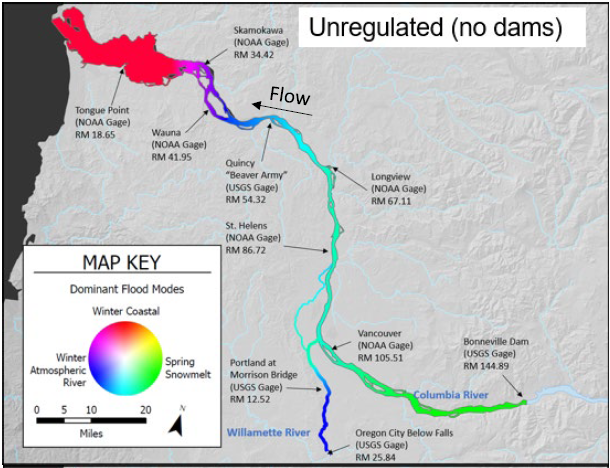 Unregulated (no dams)
Skamokawa
(NOAA Gage)
RM 34.42
Flow
Tongue Point
(NOAA Gage)
RM 18.65
Wauna
(NOAA Gage)
RM 41.95
Quincy
"Beaver Army"
(USGS Gage)
RM 54.32
Longview
(NOAA Gage)
RM 67.11
St. Helens
(NOAA Gage)
RM 86.72
MAP KEY
Dominant Flood Modes
Winter Coastal
Winter
Atmospheric
River
Spring
Snowmelt
0 5 10 20
Miles
N
Vancouver
(NOAA Gage)
RM 105.51
Bonneville Dam
(USGS Gage)
RM 144.89
Portland at
Morrison Bridge
(USGS Gage)
RM 12.52
Columbia River
Willamette River
Oregon City Below Falls
(USGS Gage)
RM 25.84